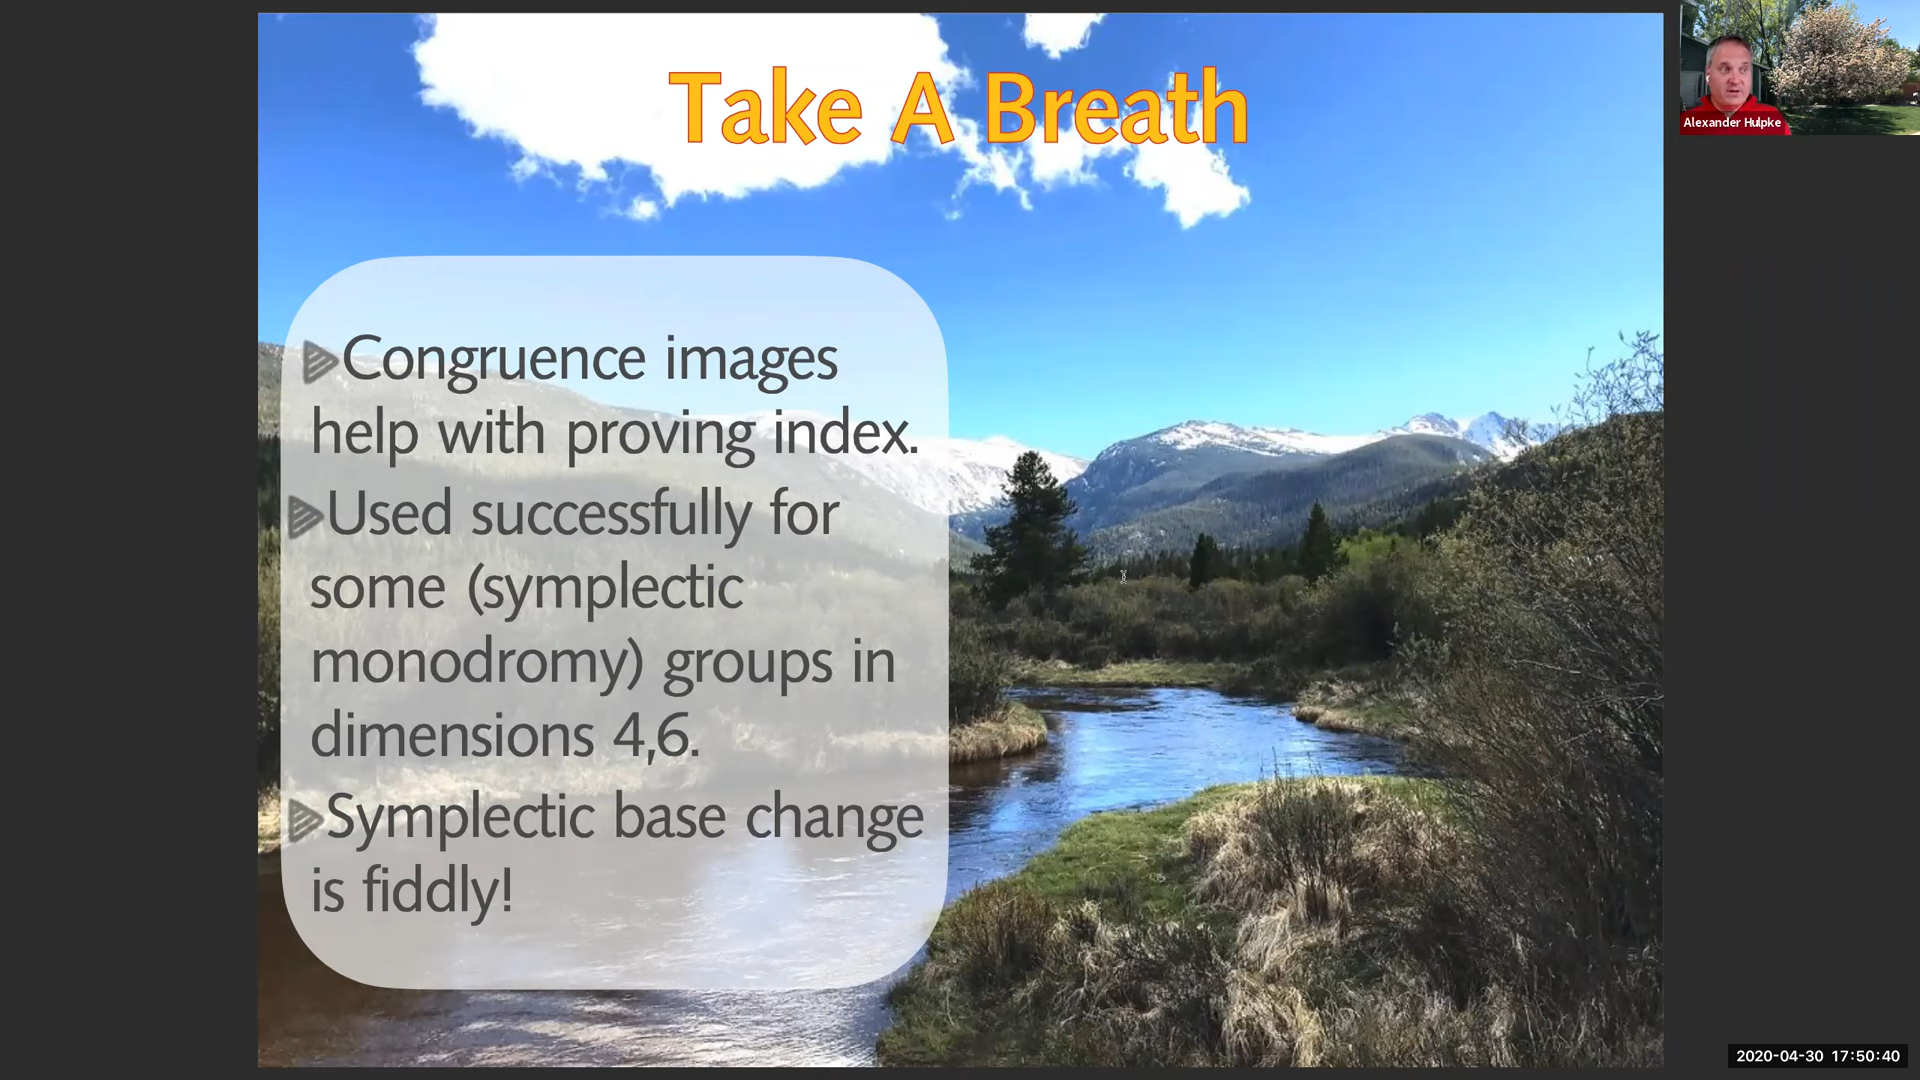 Take A Breath
Alexander Hulpke
Congruence images
help with proving index.
Used successfully for
some (symplectic
monodromy) groups in
dimensions 4,6.
Symplectic base change
is fiddly!
2020-04-30 17:50:40